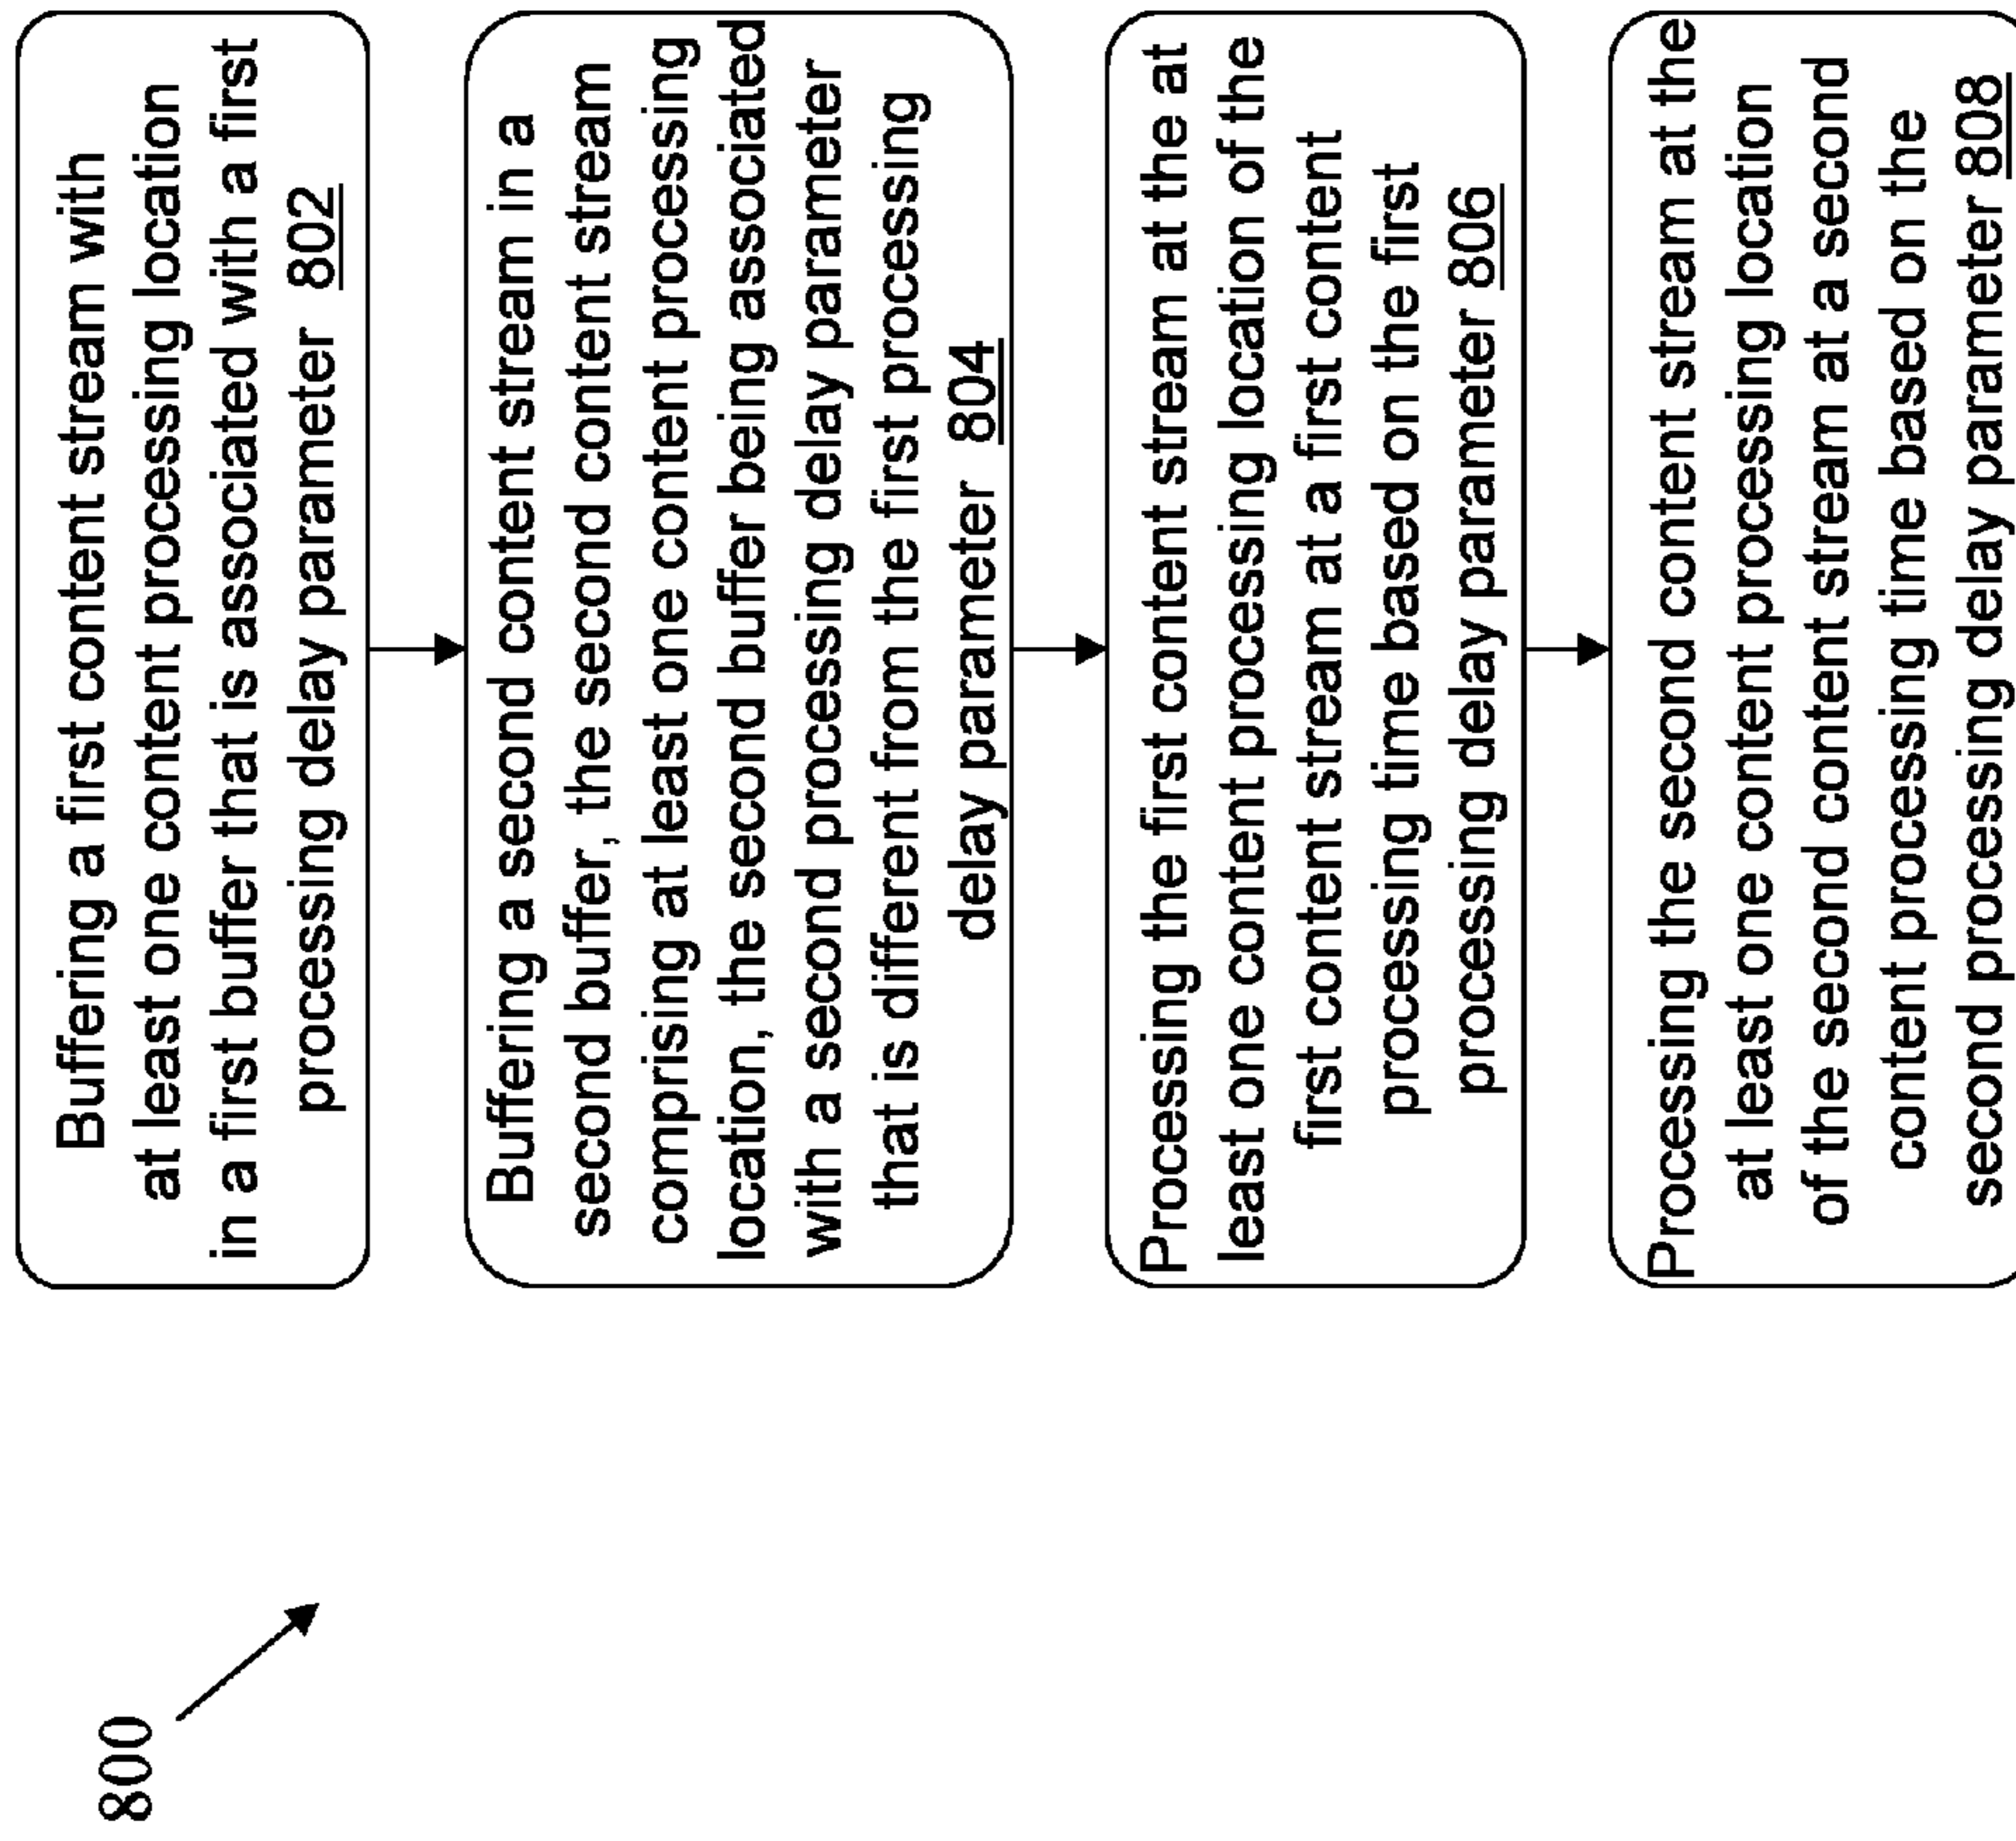 800
Buffering a first content stream with
at least one content processing location
in a first buffer that is associated with a first
processing delay parameter 802
Buffering a second content stream in a
second buffer, the second content stream
comprising at least one content processing
location, the second buffer being associated
with a second processing delay parameter
that is different from the first processing
delay parameter 804
Processing the first content stream at the at
least one content processing location of the
first content stream at a first content
processing time based on the first
processing delay parameter 806
Processing the second content stream at the
at least one content processing location
of the second content stream at a second
content processing time based on the
second processing delay parameter 808